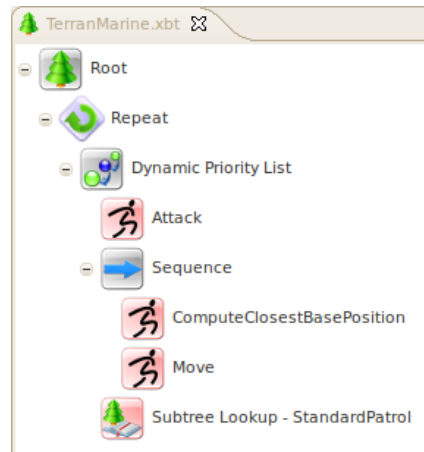 TerranMarine.xbt
Root
Repeat
Dynamic Priority List
Attack
Sequence
ComputeClosestBasePosition
Move
Subtree Lookup - StandardPatrol